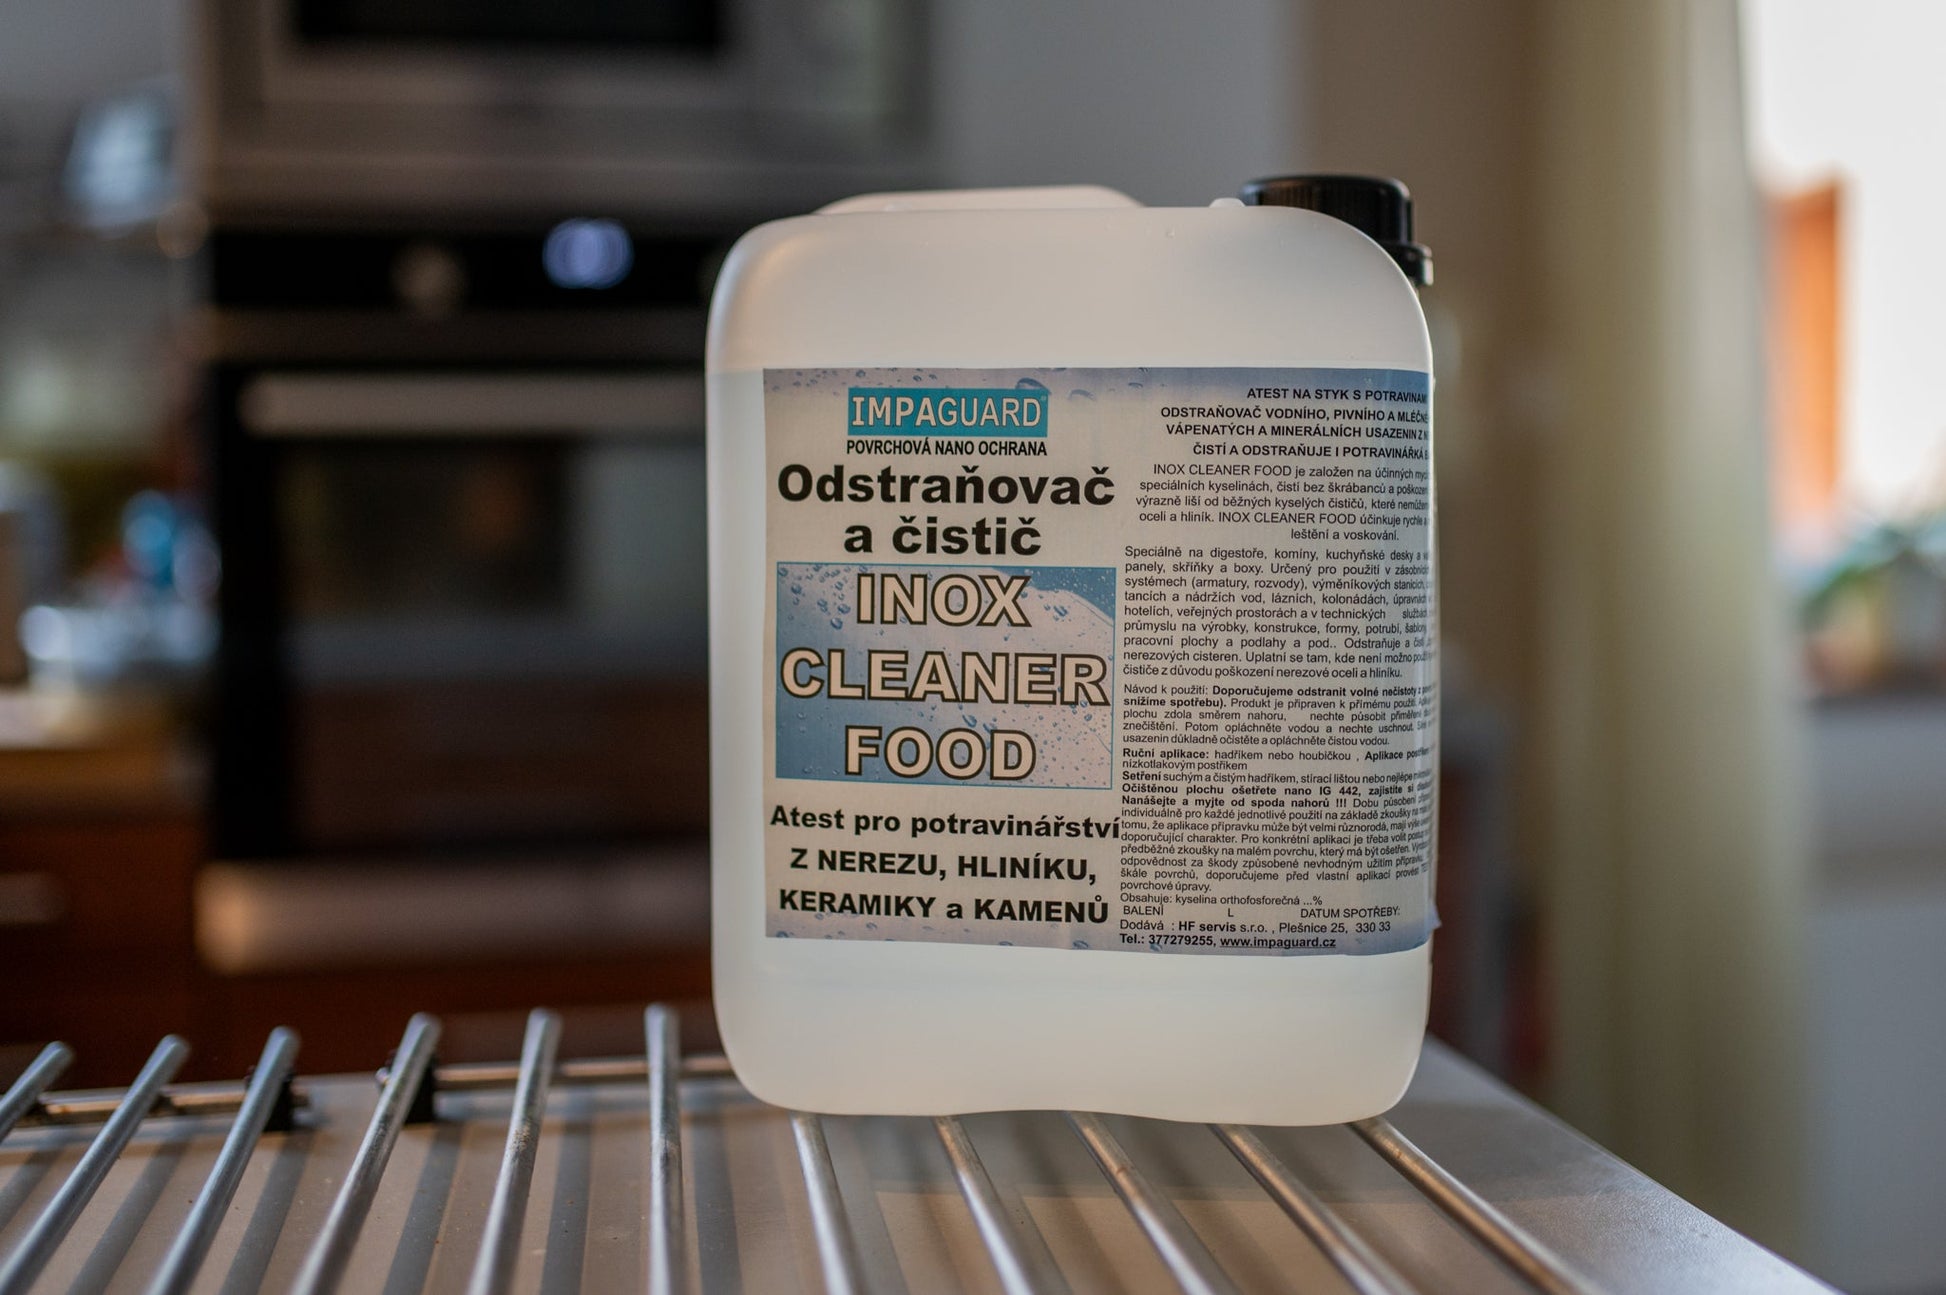 IMPAGUARD
POVRCHOVÁ NANO OCHRANA
Odstraňovač
a čistič
INOX
CLEANER
FOOD
Atest pro potravinářství
Z NEREZU, HLINÍKU,
KERAMIKY a KAMENŮ
ATEST NA STYK S POTRAVINAMI
ODSTRAŇOVAČ VODNÍHO, PIVNÍHO A
VÁPENATÝCH A MINERÁLNÍCH USAZENIN Z
ČISTÍ A ODSTRAŇUJE I POTRAVINÁŘKÁ
INOX CLEANER FOOD je založen na účinných
speciálních kyselinách, čistí bez škrábanců a
výrazně liší od běžných kyselých čističů, které
oceli a hliník. INOX CLEANER FOOD účinkuje rychle
leštění a voskování.
Speciálně na digestoře, komíny, kuchyňské desky a
panely, skříňky a boxy. Určený pro použití v
systémech (armatury, rozvody), výměníkových stanicích,
tancích a nádržích vod, lázních, kolonádách, úpravnách
hotelích, veřejných prostorách a v technických
průmyslu na výrobky, konstrukce, formy, potrubí,
pracovní plochy a podlahy a pod.. Odstraňuje a
nerezových cisteren. Uplatní se tam, kde není možno
čističe z důvodu poškození nerezové oceli a hliníku.
Návod k použití: Doporučujeme odstranit volné nečistoty z
snížíme spotřebu). Produkt je připraven k přímému použití.
plochu zdola směrem nahoru, nechte působit
znečištění. Potom opláchněte vodou a nechte uschnout.
usazenin důkladně očistěte a opláchněte čistou vodou.
Ruční aplikace: hadříkem nebo houbičkou , Aplikace
nízkotlakovým postřikem
Setření suchým a čistým hadříkem, stírací lištou nebo nejlépe
Očištěnou plochu ošetřete nano IG 442, zajistíte si
Nanášejte a myjte od spoda nahorů !!! Dobu působení
individuálně pro každé jednotlivé použití na základě zkoušky na
tomu, že aplikace přípravku může být velmi různorodá, mají
doporučující charakter. Pro konkrétní aplikaci je třeba volit
předběžné zkoušky na malém povrchu, který má být ošetřen.
odpovědnost za škody způsobené nevhodným užitím přípravku.
škále povrchů, doporučujeme před vlastní aplikací provést
povrchové úpravy.
Obsahuje: kyselina orthofosforečná ...%
BALENÍ L DATUM SPOTŘEBY:
Dodává : HF servis s.r.o. , Plešnice 25, 330 33
Tel.: 377279255, www.impaguard.cz